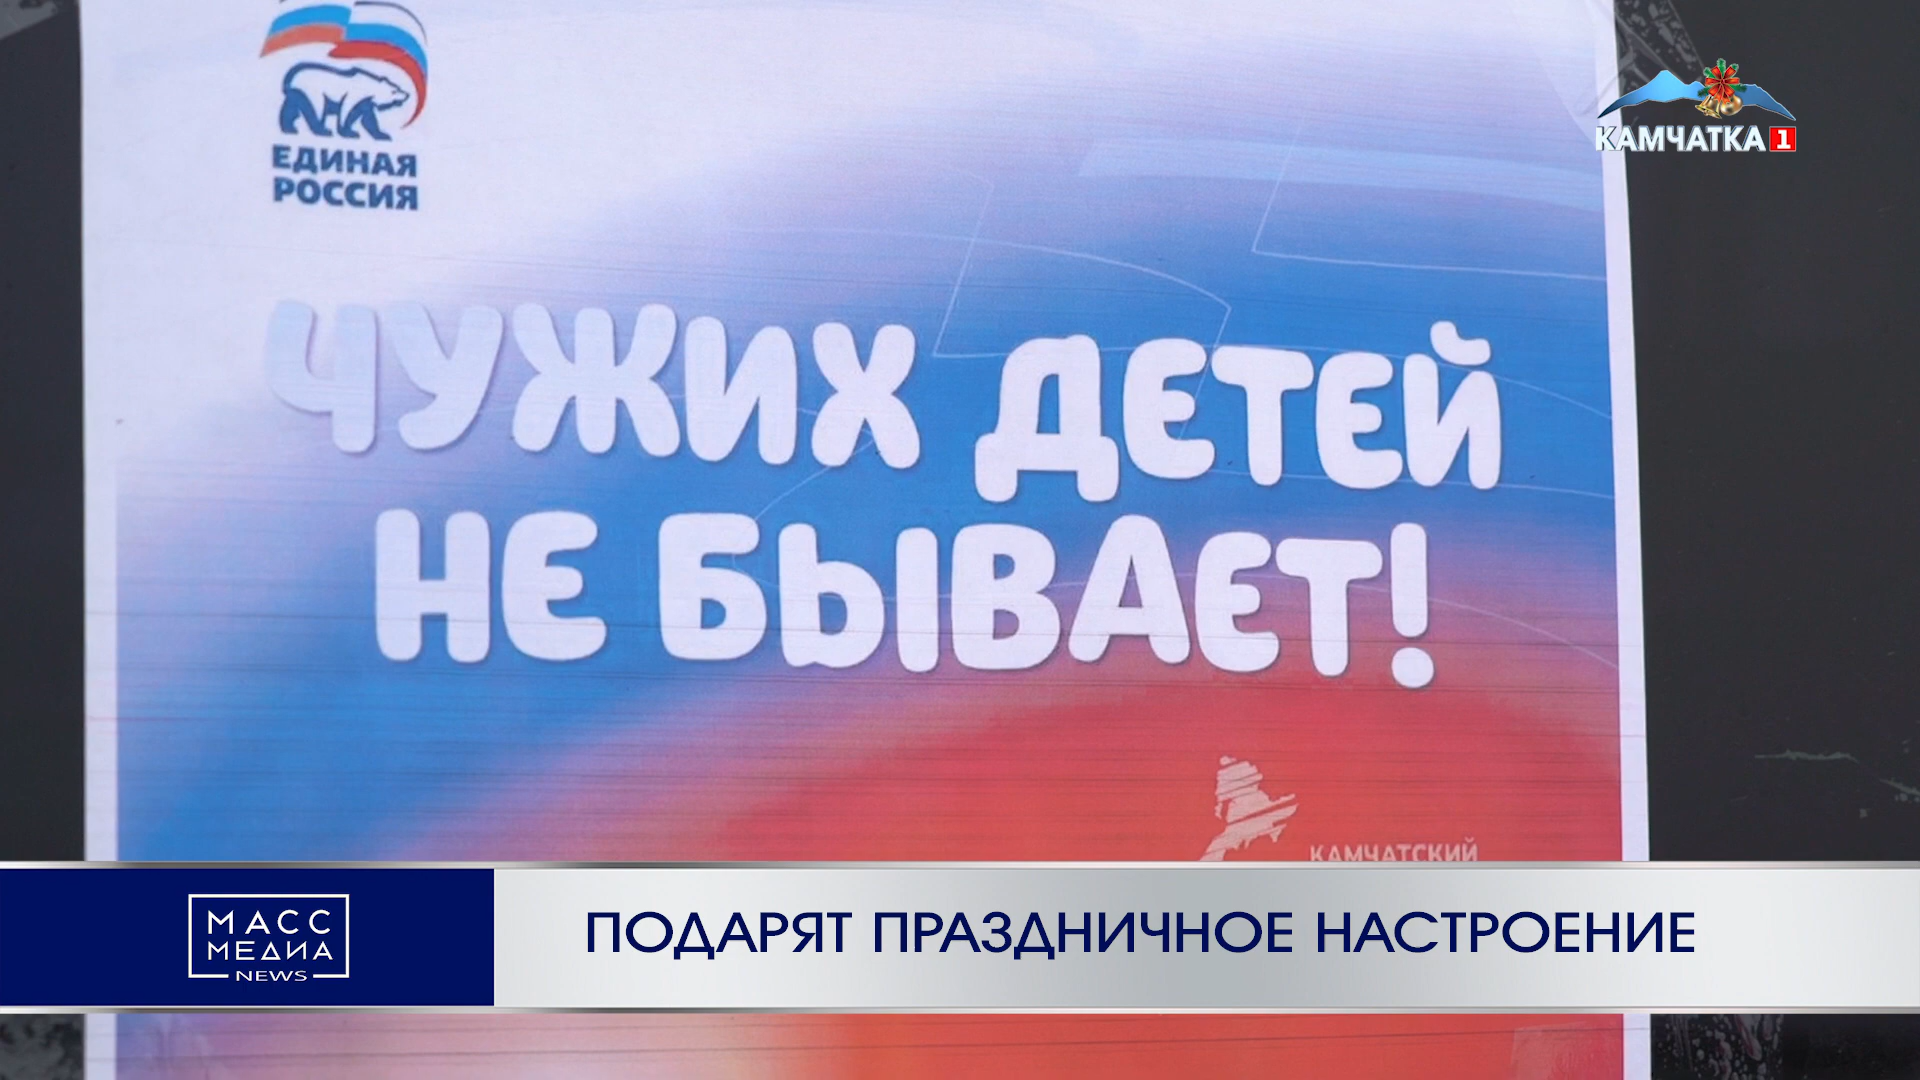 ЕДИНАЯ
РОССИЯ
КАМЧАТКА 1
ЧУЖИХ ДЕТЕЙ
НЕ БЫВАЕТ!
КАМЧАТСКИЙ
МАСС
МЕДИА
NEWS
ПОДАРЯТ ПРАЗДНИЧНОЕ НАСТРОЕНИЕ